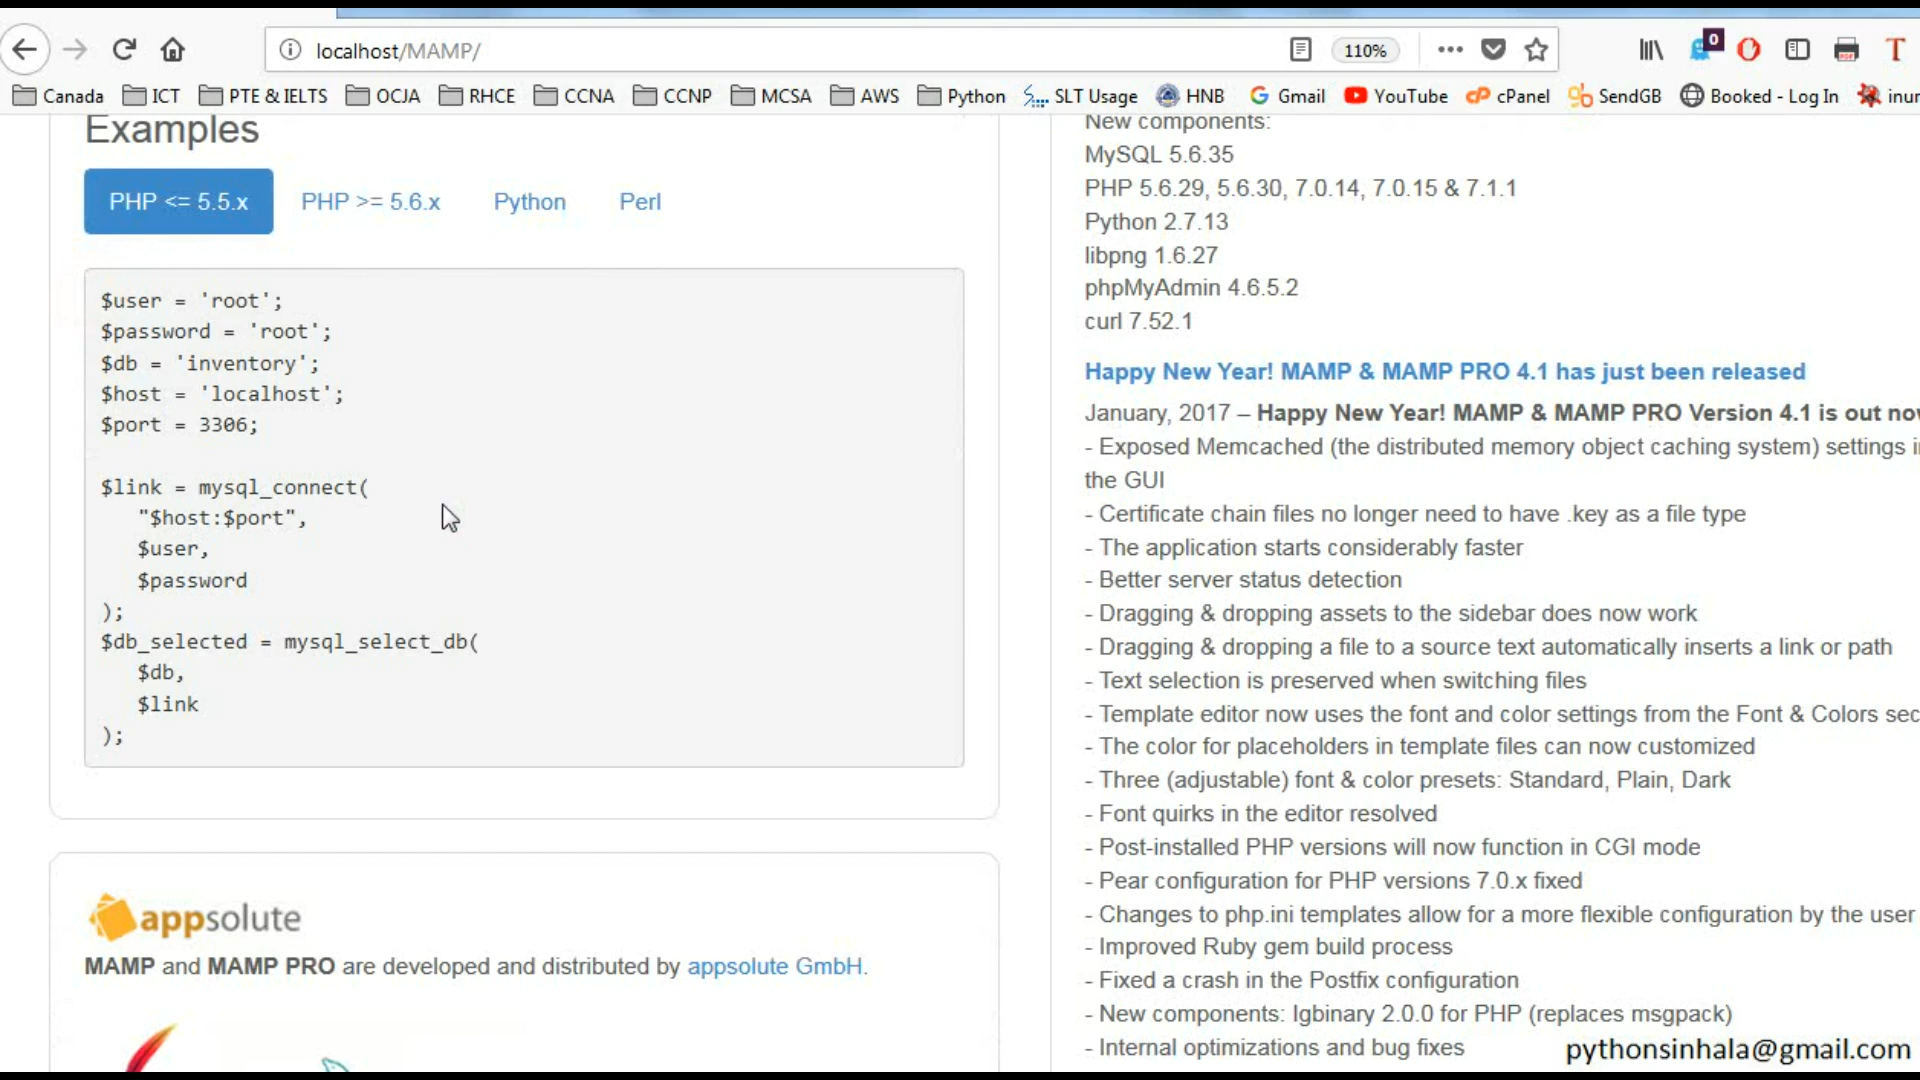 localhost/MAMP/
110%
0
T
Canada
ICT
PTE & IELTS
OCJA
RHCE
CCNA
CCNP
MCSA
AWS
Python
SLT Usage
HNB
Gmail
YouTube
cPanel
SendGB
Booked - Log In
Examples
PHP <= 5.5.x
PHP >= 5.6.x
Python
Perl
$user = 'root';
$password = 'root';
$db = 'inventory';
$host = 'localhost';
$port = 3306;
$link = mysql_connect(
"$host:$port",
$user,
$password
);
$db_selected = mysql_select_db(
$db,
$link
);
appsolute
MAMP and MAMP PRO are developed and distributed by appsolute GmbH.
New components:
MySQL 5.6.35
PHP 5.6.29, 5.6.30, 7.0.14, 7.0.15 & 7.1.1
Python 2.7.13
libpng 1.6.27
phpMyAdmin 4.6.5.2
curl 7.52.1
Happy New Year! MAMP & MAMP PRO 4.1 has just been released
January, 2017 – Happy New Year! MAMP & MAMP PRO Version 4.1 is out
- Exposed Memcached (the distributed memory object caching system) settings
the GUI
- Certificate chain files no longer need to have .key as a file type
- The application starts considerably faster
- Better server status detection
- Dragging & dropping assets to the sidebar does now work
- Dragging & dropping a file to a source text automatically inserts a link or path
- Text selection is preserved when switching files
- Template editor now uses the font and color settings from the Font & Colors
- The color for placeholders in template files can now customized
- Three (adjustable) font & color presets: Standard, Plain, Dark
- Font quirks in the editor resolved
- Post-installed PHP versions will now function in CGI mode
- Pear configuration for PHP versions 7.0.x fixed
- Changes to php.ini templates allow for a more flexible configuration by the user
- Improved Ruby gem build process
- Fixed a crash in the Postfix configuration
- New components: Igbinary 2.0.0 for PHP (replaces msgpack)
- Internal optimizations and bug fixes
pythonsinhala@gmail.com